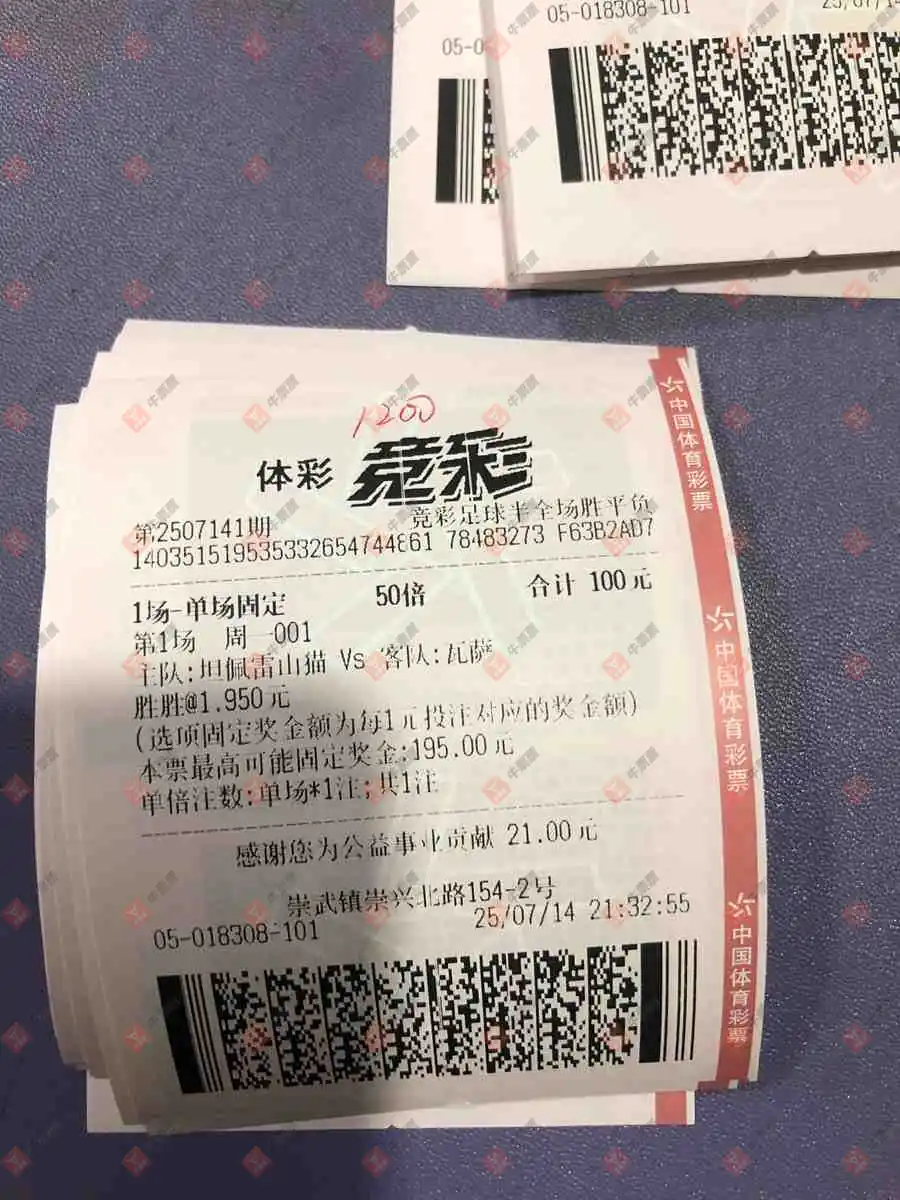 05-018308-101
25/07/14
05-0
1200
体彩 竞彩
第2507141期
竞彩足球半全场胜平负
140351519535332654744861 78483273 F63B2AD7
1场-单场固定 50倍 合计 100元
第1场 周一001
主队:坦佩雷山猫 Vs 客队:瓦萨
胜胜@1.950元
(选项固定奖金额为每1元投注对应的奖金额)
本票最高可能固定奖金:195.00元
单倍注数:单场*1注;共1注
感谢您为公益事业贡献 21.00元
崇武镇崇兴北路154-2号
05-018308-101
25/07/14 21:32:55
中国体育彩票
中国体育彩票
中国体育彩票
牛票票